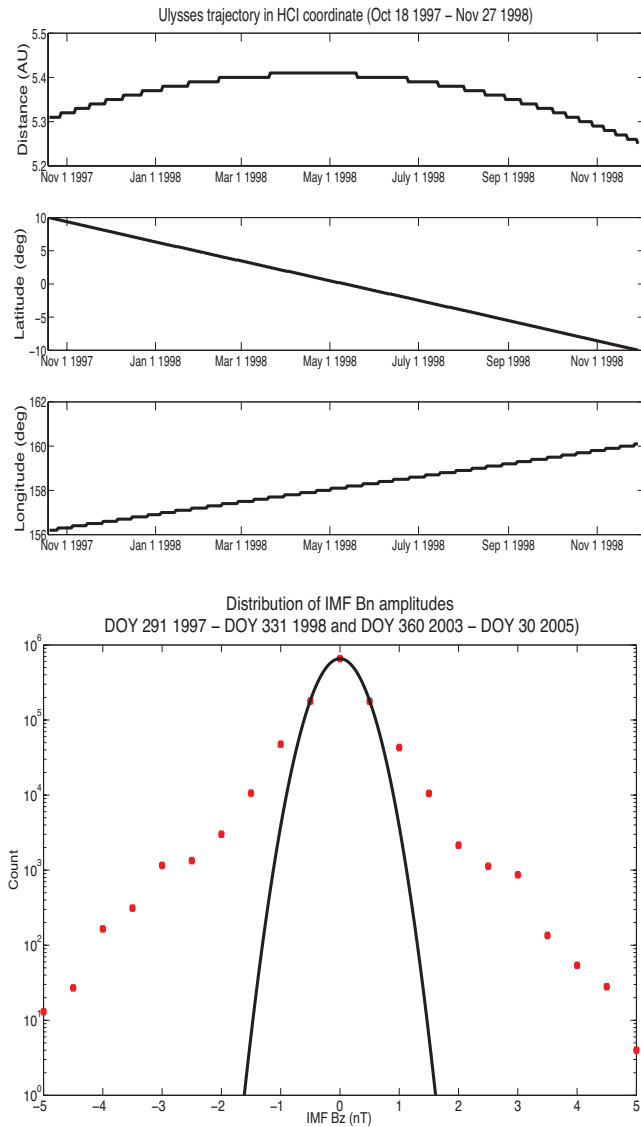 Ulysses trajectory in HCI coordinate (Oct 18 1997 – Nov 27 1998)
Distance (AU)
5.5
5.4
5.3
5.2
Nov 1 1997 Jan 1 1998 Mar 1 1998 May 1 1998 July 1 1998 Sep 1 1998 Nov 1 1998
Latitude (deg)
10
5
0
−5
−10
Nov 1 1997 Jan 1 1998 Mar 1 1998 May 1 1998 July 1 1998 Sep 1998 Nov 1 1998
Longitude (deg)
162
160
158
156
Nov 1 1997 Jan 1 1998 Mar 1 1998 May 1 1998 July 1 1998 Sep 1 1998 Nov 1 1998
Distribution of IMF Bn amplitudes
DOY 291 1997 – DOY 331 1998 and DOY 360 2003 – DOY 30 2005)
Count
10^6
10^5
10^4
10^3
10^2
10^1
10^0
−5 −4 −3 −2 −1 0 1 2 3 4 5
IMF Bz (nT)